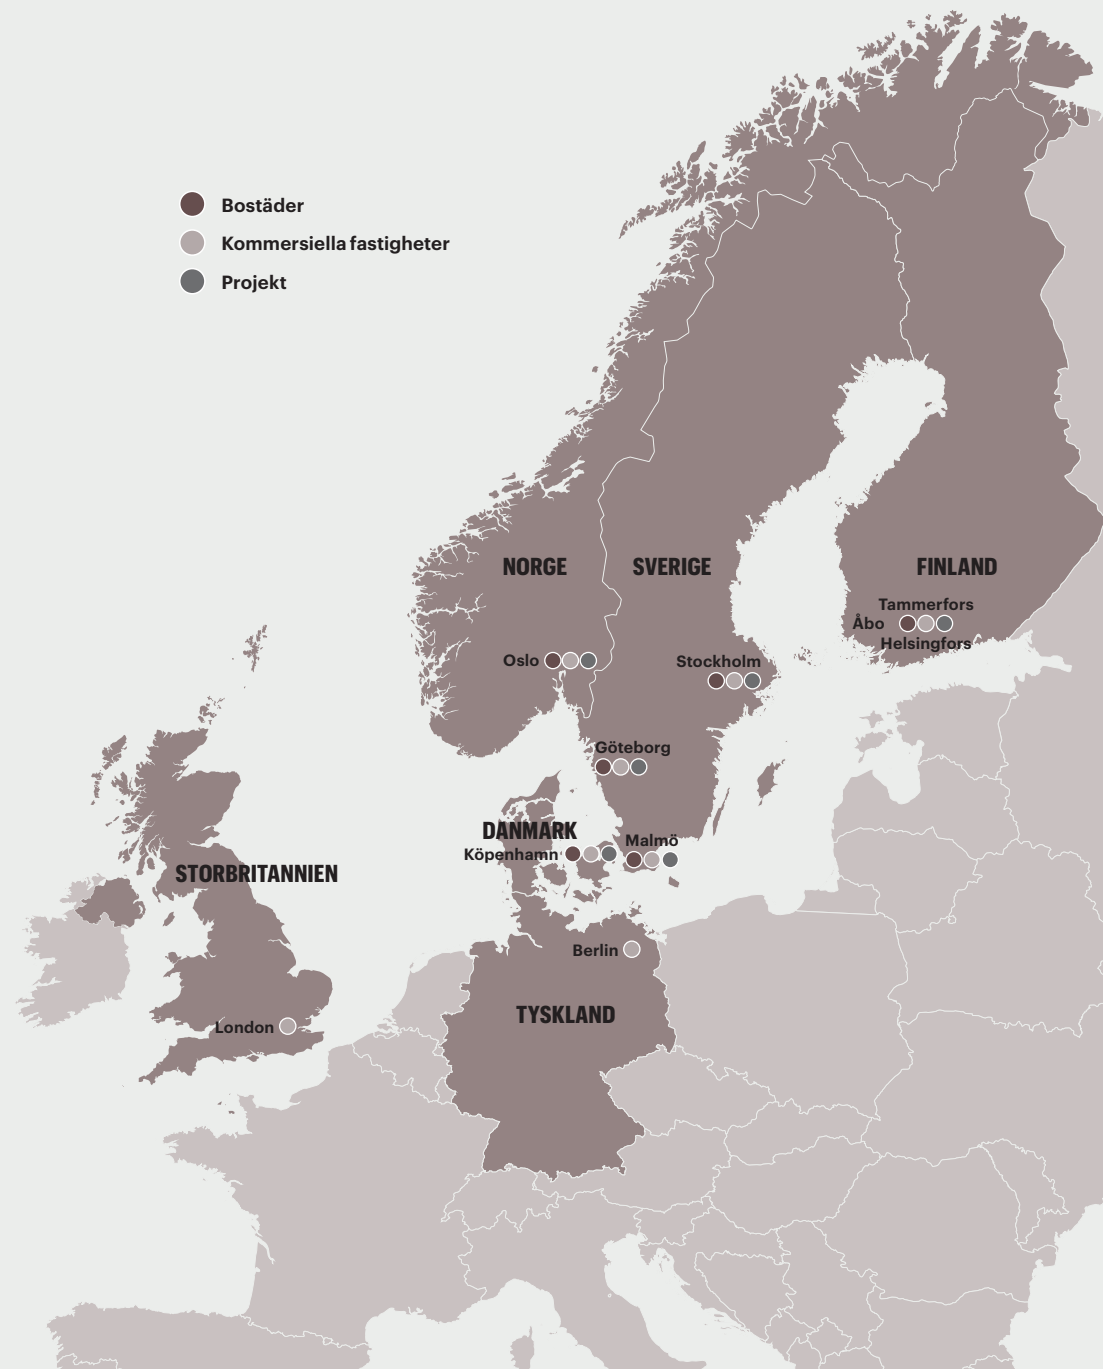 Bostäder
Kommersiella fastigheter
Projekt
NORGE
SVERIGE
FINLAND
Tammerfors
Åbo
Helsingfors
Oslo
Stockholm
Göteborg
DANMARK
Malmö
Köpenhamn
STORBRITANNIEN
Berlin
TYSKLAND
London